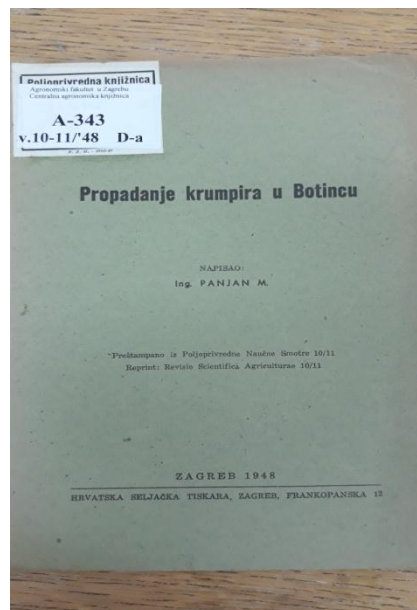 Poljoprivredna knjižnica
Agronomski fakultet u Zagrebu
Centralna agronomska knjižnica
A-343
v.10-11/'48 D-a
Propadanje krumpira u Botincu
NAPISAO:
Ing. PANJAN M.
Preštampano iz Poljoprivredne Naučne Smotre 10/11
Reprint: Revisio Scientifica Agriculturae 10/11
ZAGREB 1948
HRVATSKA SELJAČKA TISKARA, ZAGREB, FRANKOPANSKA 12